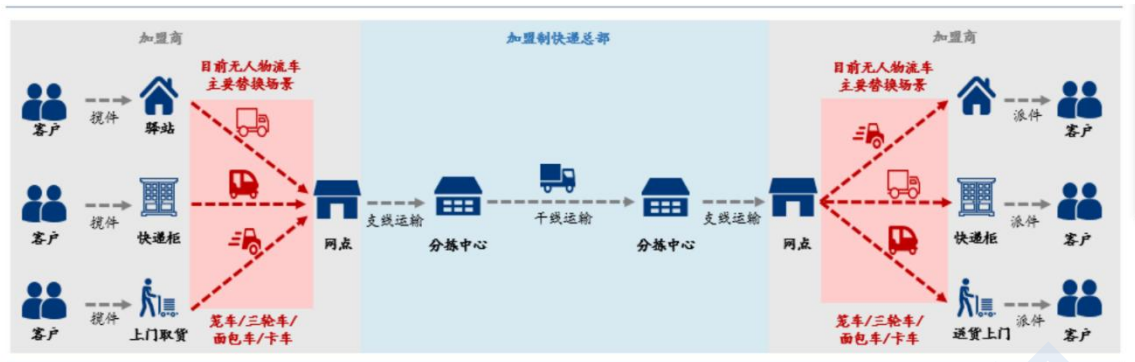 加盟商
加盟制快递总部
加盟商
目前无人物流车
主要替换场景
目前无人物流车
主要替换场景
客户
揽件
驿站
派件
客户
客户
揽件
快递柜
网点
支线运输
分拣中心
干线运输
分拣中心
支线运输
网点
快递柜
派件
客户
客户
揽件
上门取货
笼车/三轮车/
面包车/卡车
笼车/三轮车/
面包车/卡车
送货上门
派件
客户